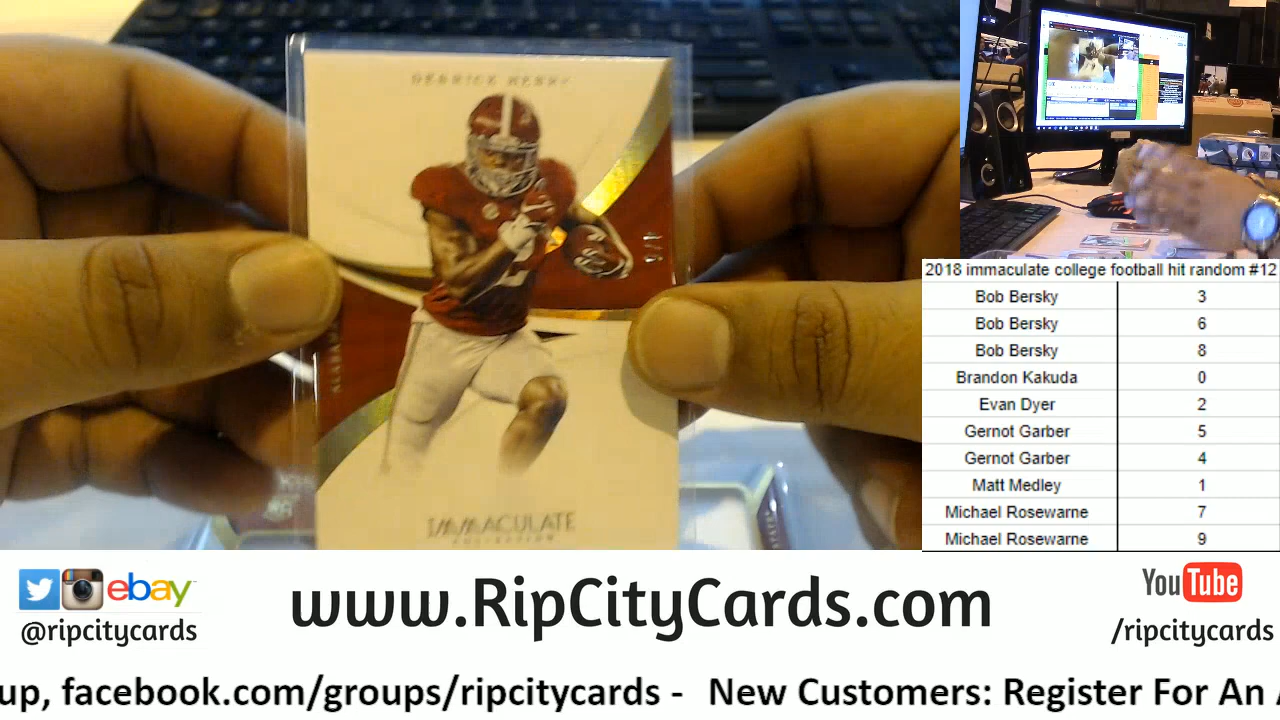 DERRICK HENRY
IMMACULATE
COLLECTION
2018 immaculate college football hit random #12
Bob Bersky 3
Bob Bersky 6
Bob Bersky 8
Brandon Kakuda 0
Evan Dyer 2
Gernot Garber 5
Gernot Garber 4
Matt Medley 1
Michael Rosewarne 7
Michael Rosewarne 9
ebay
@ripcitycards
www.RipCityCards.com
YouTube
/ripcitycards
up, facebook.com/groups/ripcitycards - New Customers: Register For An